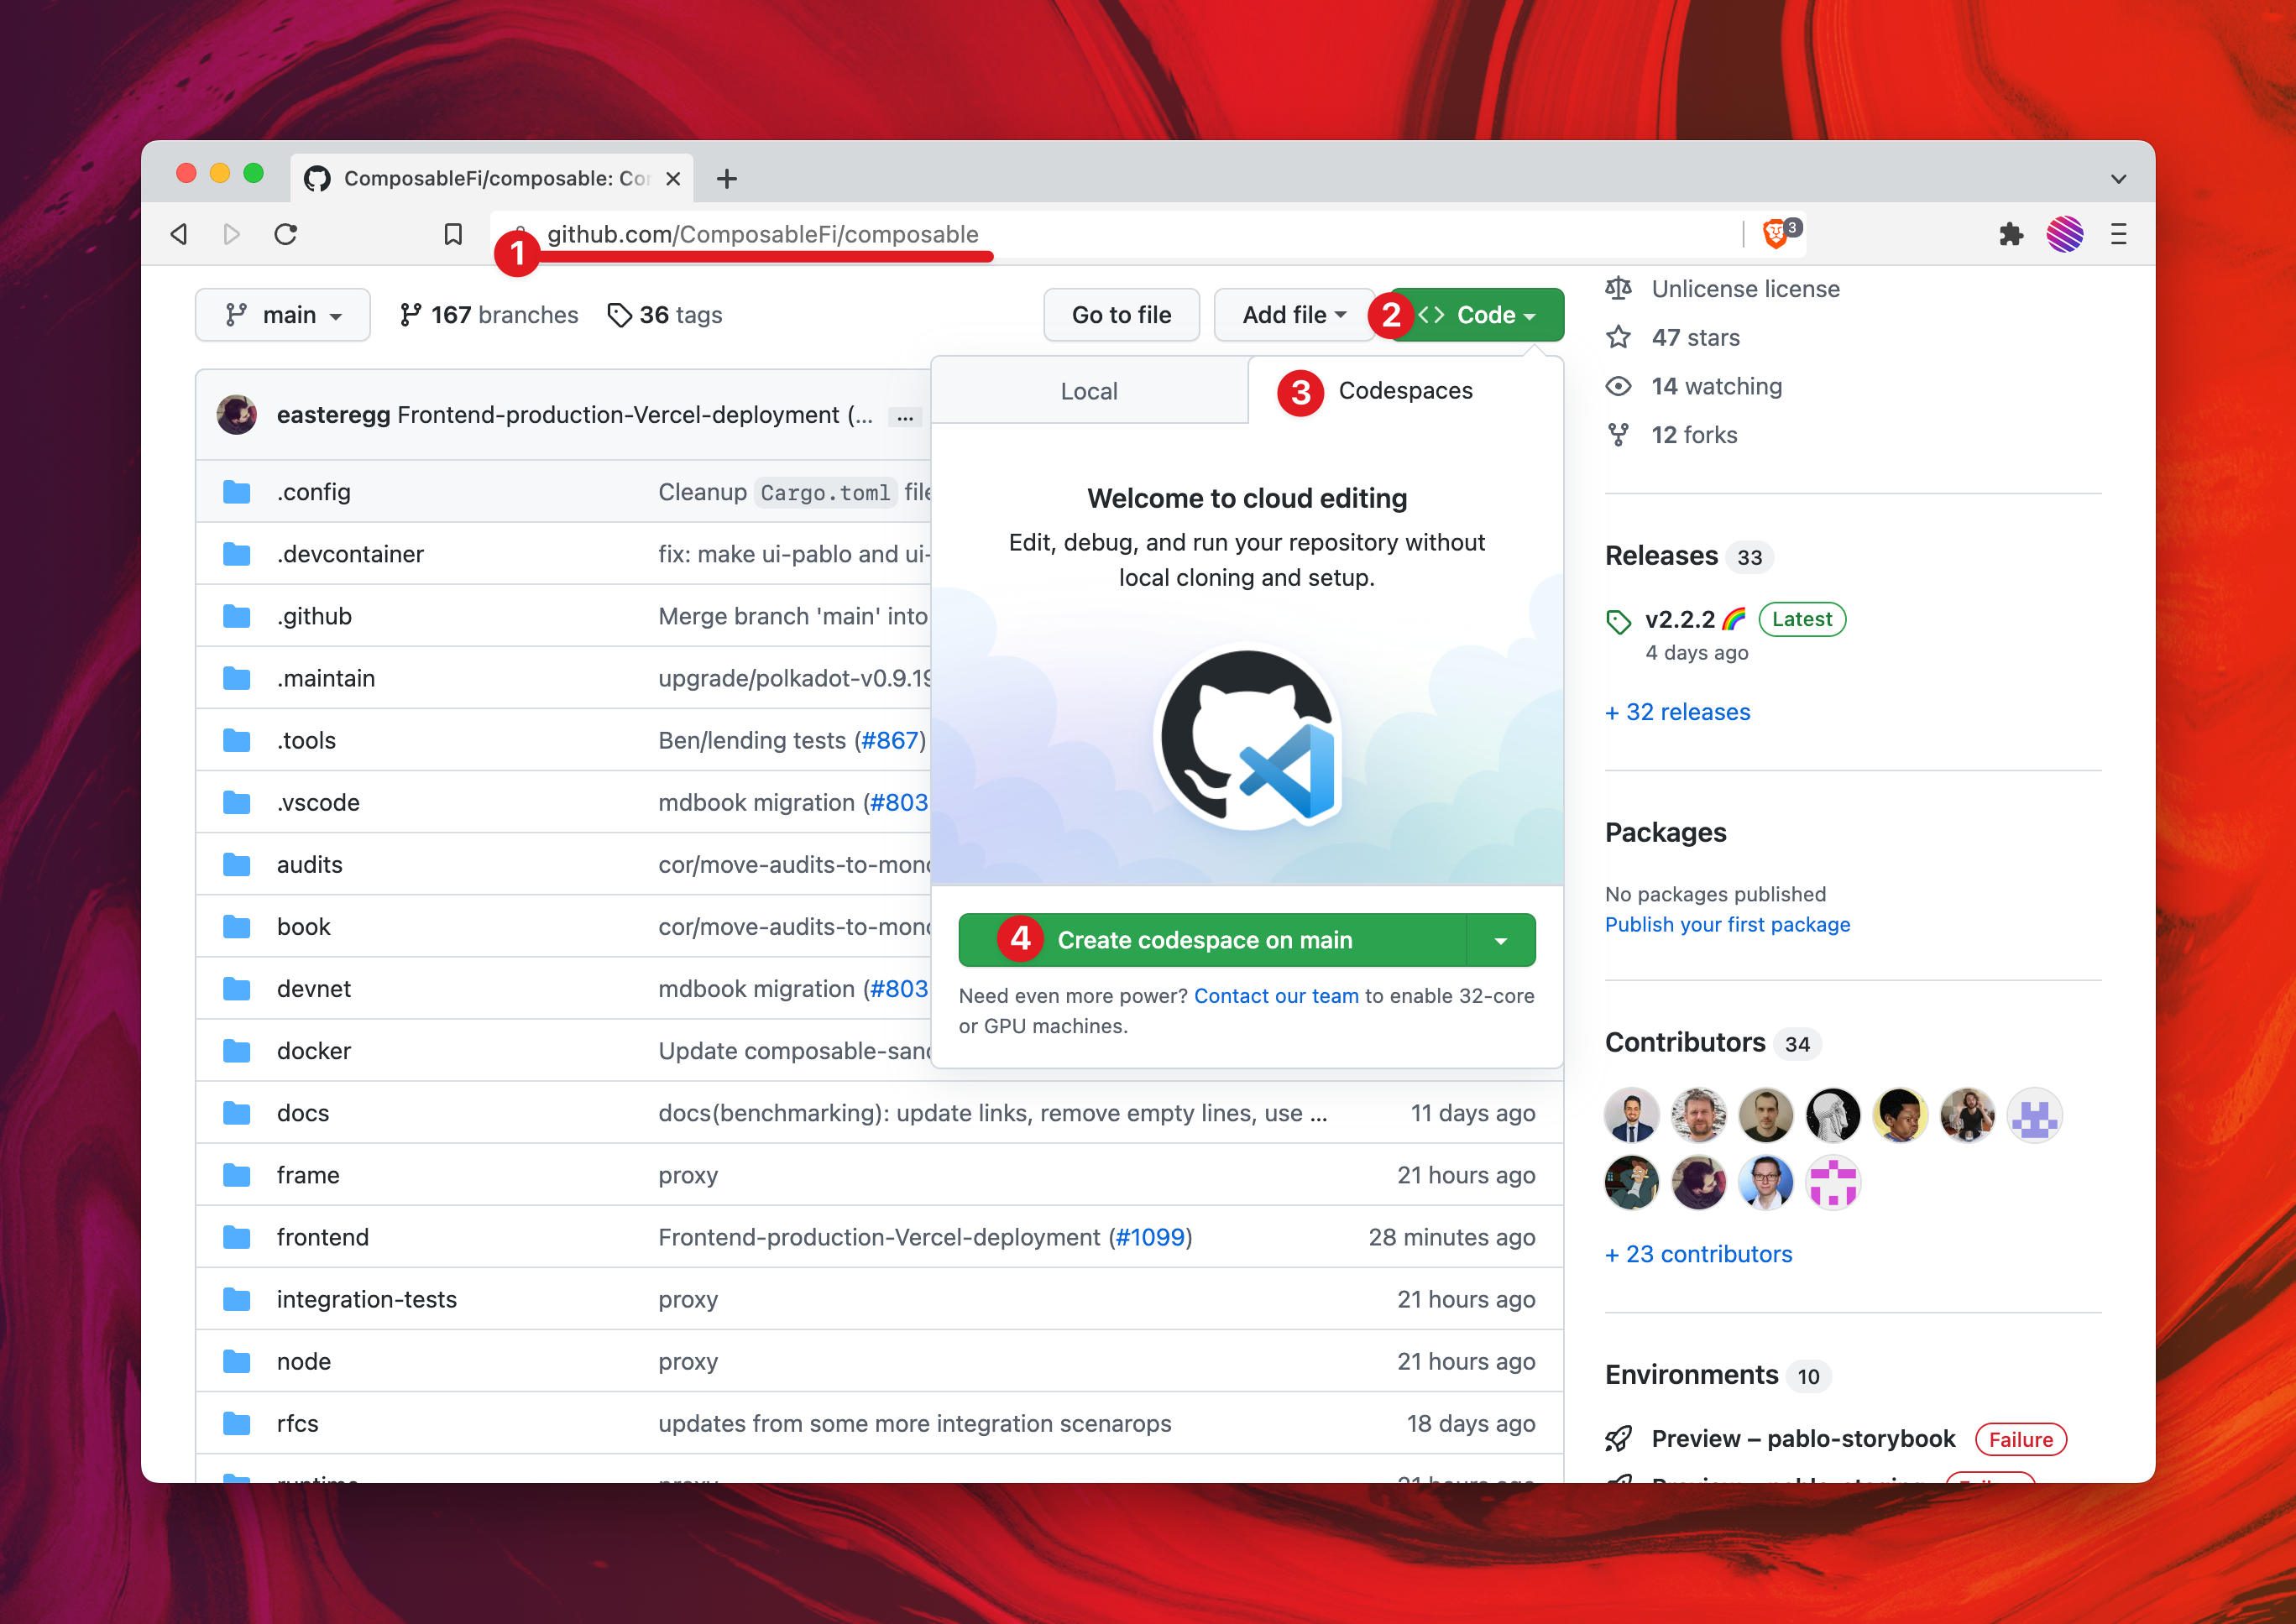 ComposableFi/composable: Co
github.com/ComposableFi/composable
3
1
main
167 branches
36 tags
Go to file
Add file
2
<> Code
Unlicense license
47 stars
14 watching
12 forks
easteregg Frontend-production-Vercel-deployment (...
...
Local
3
Codespaces
Welcome to cloud editing
Edit, debug, and run your repository without
local cloning and setup.
4
Create codespace on main
Need even more power? Contact our team to enable 32-core
or GPU machines.
.config
Cleanup Cargo.toml file
.devcontainer
fix: make ui-pablo and ui-
.github
Merge branch 'main' into
.maintain
upgrade/polkadot-v0.9.19
.tools
Ben/lending tests (#867)
.vscode
mdbook migration (#803
audits
cor/move-audits-to-mono
book
cor/move-audits-to-mono
devnet
mdbook migration (#803
docker
Update composable-sand
docs
docs(benchmarking): update links, remove empty lines, use ...
11 days ago
frame
proxy
21 hours ago
frontend
Frontend-production-Vercel-deployment (#1099)
28 minutes ago
integration-tests
proxy
21 hours ago
node
proxy
21 hours ago
rfcs
updates from some more integration scenarops
18 days ago
runtime
proxy
21 hours ago
Releases 33
v2.2.2 🌈 Latest
4 days ago
+ 32 releases
Packages
No packages published
Publish your first package
Contributors 34
+ 23 contributors
Environments 10
Preview – pablo-storybook Failure